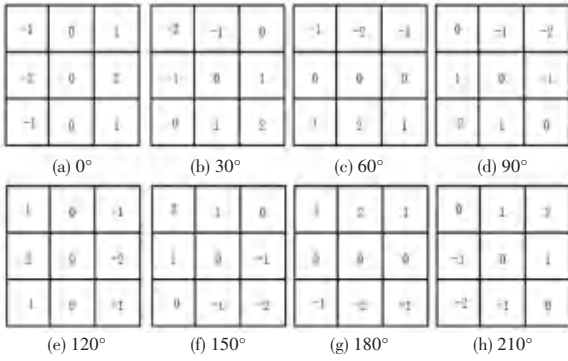 -1 0 1 -2 -1 0 -1 -2 -1 0 -1 -2
-2 0 2 -1 0 1 0 0 0 1 0 -1
-1 0 1 0 1 2 1 2 1 2 1 0
(a) 0° (b) 30° (c) 60° (d) 90°
1 0 -1 2 1 0 1 2 1 0 1 2
2 0 -2 1 0 -1 0 0 0 -1 0 1
1 0 -1 0 -1 -2 -1 -2 -1 -2 -1 0
(e) 120° (f) 150° (g) 180° (h) 210°